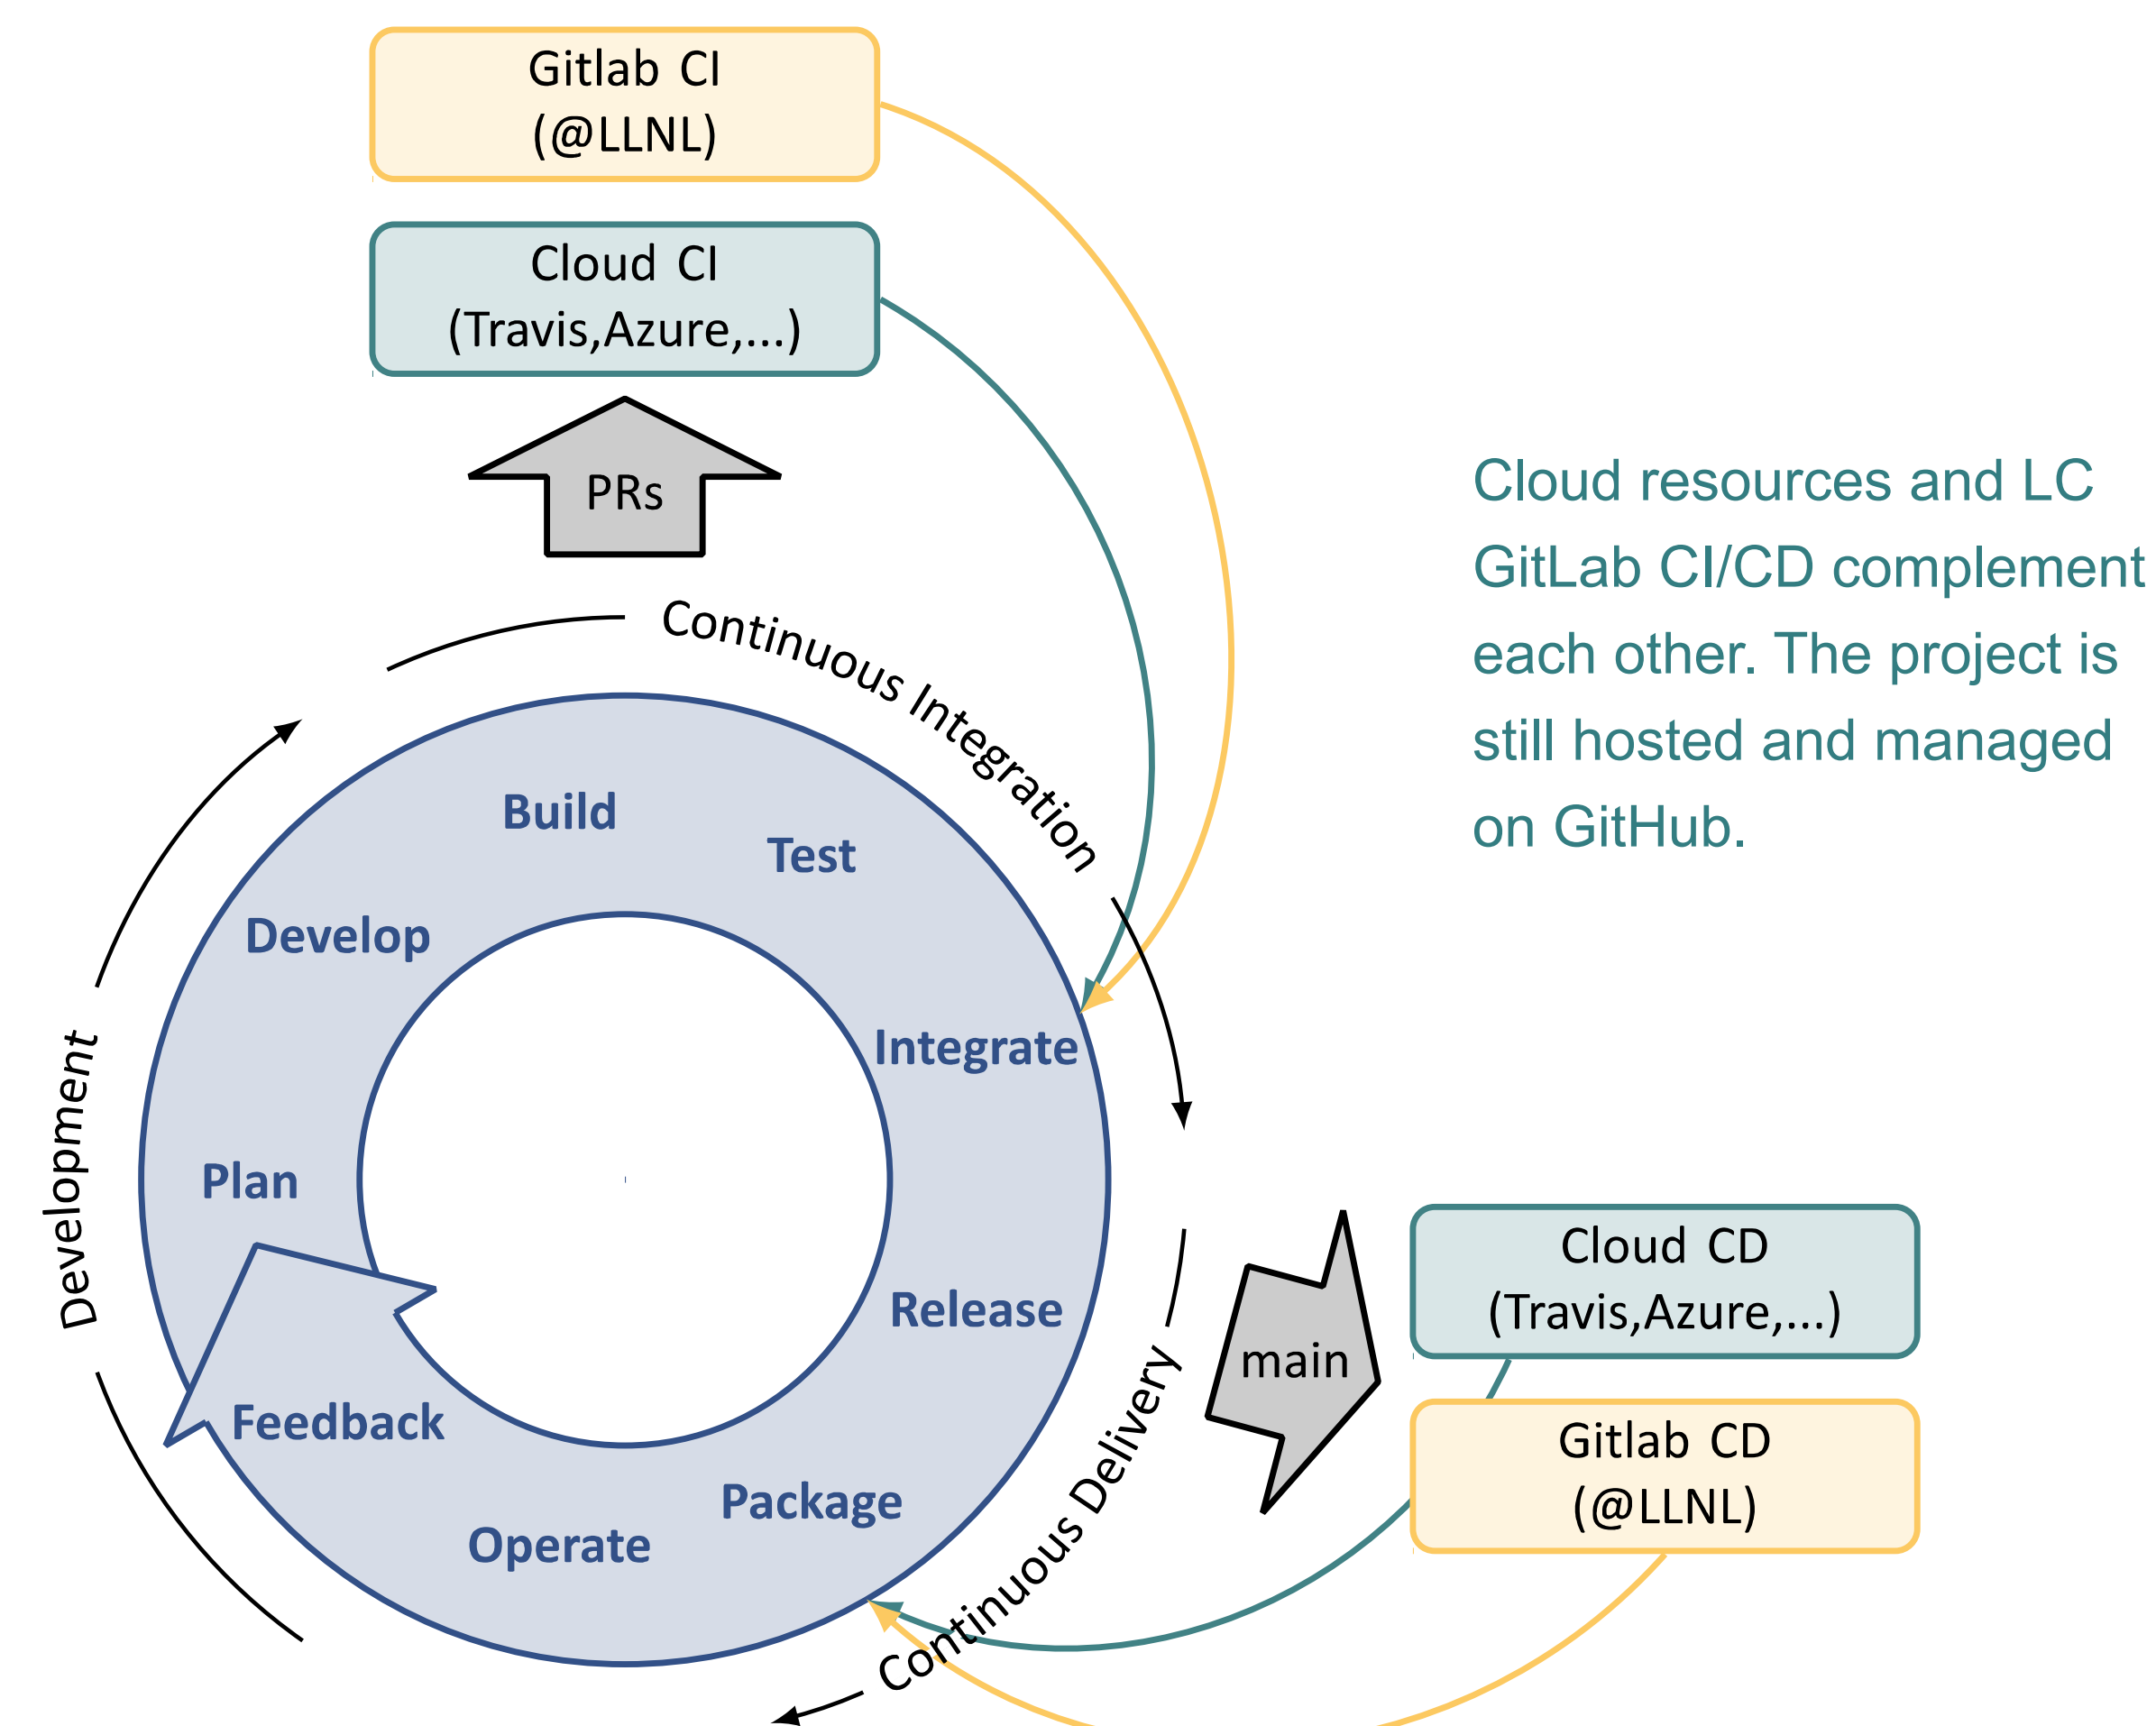 Gitlab CI
(@LLNL)
Cloud CI
(Travis,Azure,...)
PRs
Cloud resources and LC
GitLab CI/CD complement
each other. The project is
still hosted and managed
on GitHub.
Continuous Integration
Build
Test
Develop
Integrate
Development
Plan
Release
Feedback
Package
Operate
Continuous Delivery
main
Cloud CD
(Travis,Azure,...)
Gitlab CD
(@LLNL)